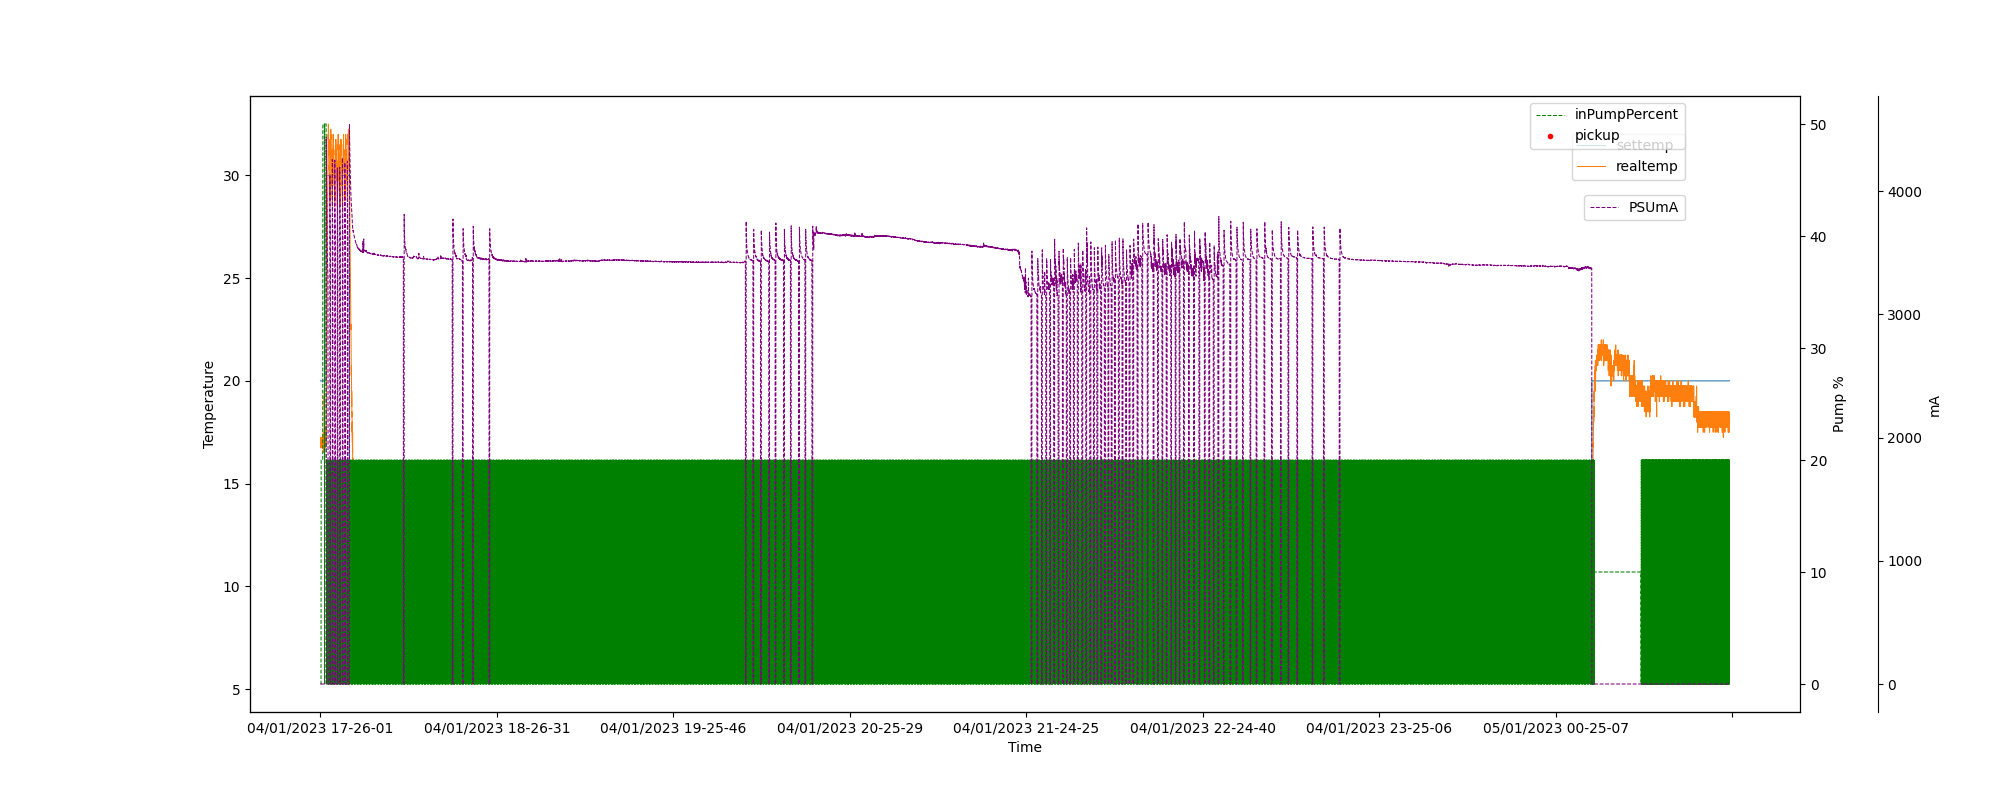 inPumpPercent
pickup
settemp
realtemp
PSUmA
30
25
20
15
10
5
Temperature
50
40
30
20
10
0
Pump %
4000
3000
2000
1000
0
mA
04/01/2023 17-26-01
04/01/2023 18-26-31
04/01/2023 19-25-46
04/01/2023 20-25-29
04/01/2023 21-24-25
04/01/2023 22-24-40
04/01/2023 23-25-06
05/01/2023 00-25-07
Time